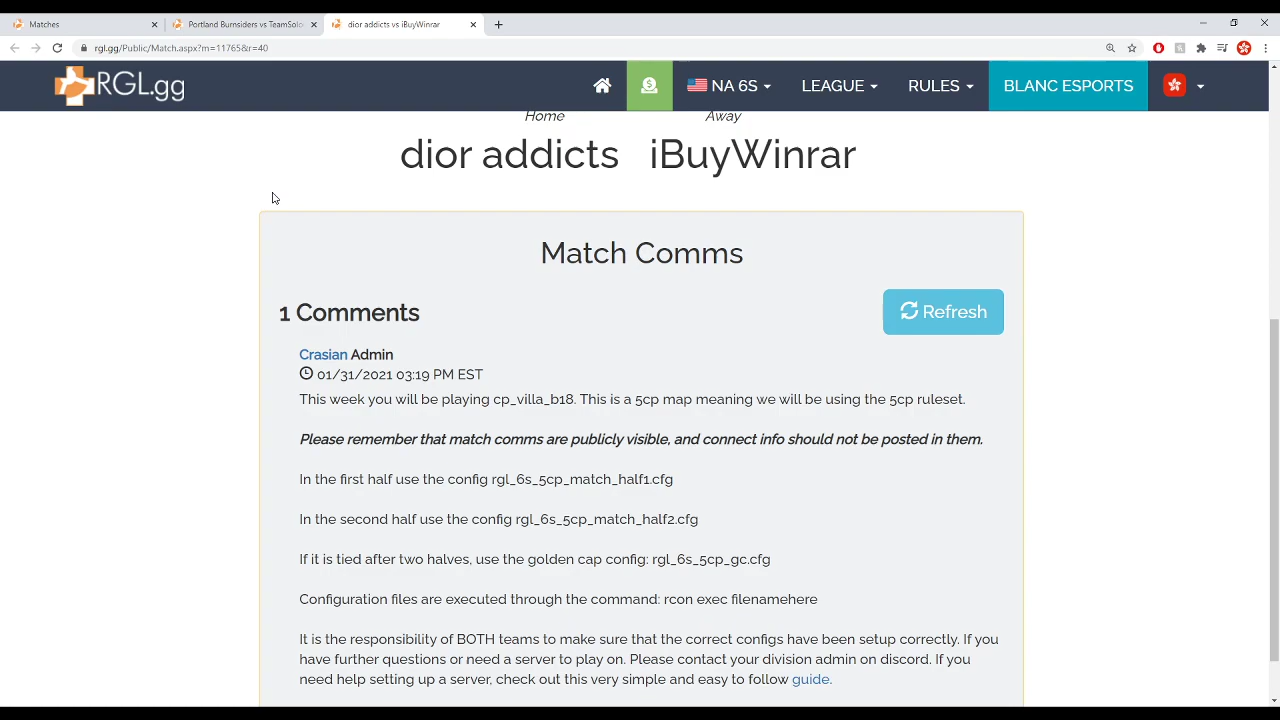 Matches
Portland Burnsiders vs TeamSolo
dior addicts vs iBuyWinrar
rgl.gg/Public/Match.aspx?m=11765&r=40
RGL.gg
NA 6S
LEAGUE
RULES
BLANC ESPORTS
Home
Away
dior addicts
iBuyWinrar
Match Comms
1 Comments
Refresh
Crasian Admin
01/31/2021 03:19 PM EST
This week you will be playing cp_villa_b18. This is a 5cp map meaning we will be using the 5cp ruleset.
Please remember that match comms are publicly visible, and connect info should not be posted in them.
In the first half use the config rgl_6s_5cp_match_half1.cfg
In the second half use the config rgl_6s_5cp_match_half2.cfg
If it is tied after two halves, use the golden cap config: rgl_6s_5cp_gc.cfg
Configuration files are executed through the command: rcon exec filenamehere
It is the responsibility of BOTH teams to make sure that the correct configs have been setup correctly. If you
have further questions or need a server to play on. Please contact your division admin on discord. If you
need help setting up a server, check out this very simple and easy to follow guide.